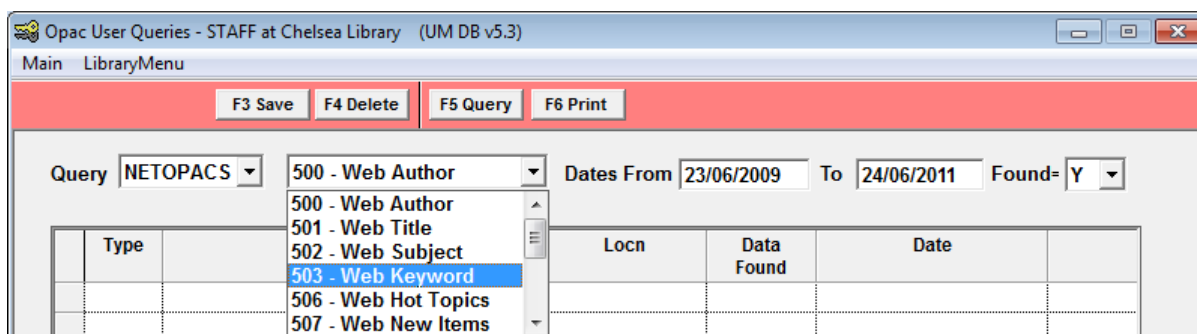 Opac User Queries - STAFF at Chelsea Library (UM DB v5.3)
Main LibraryMenu
F3 Save F4 Delete F5 Query F6 Print
Query NETOPACS 500 - Web Author Dates From 23/06/2009 To 24/06/2011 Found= Y
500 - Web Author
501 - Web Title
502 - Web Subject
503 - Web Keyword
506 - Web Hot Topics
507 - Web New Items
Type Locn Data Found Date